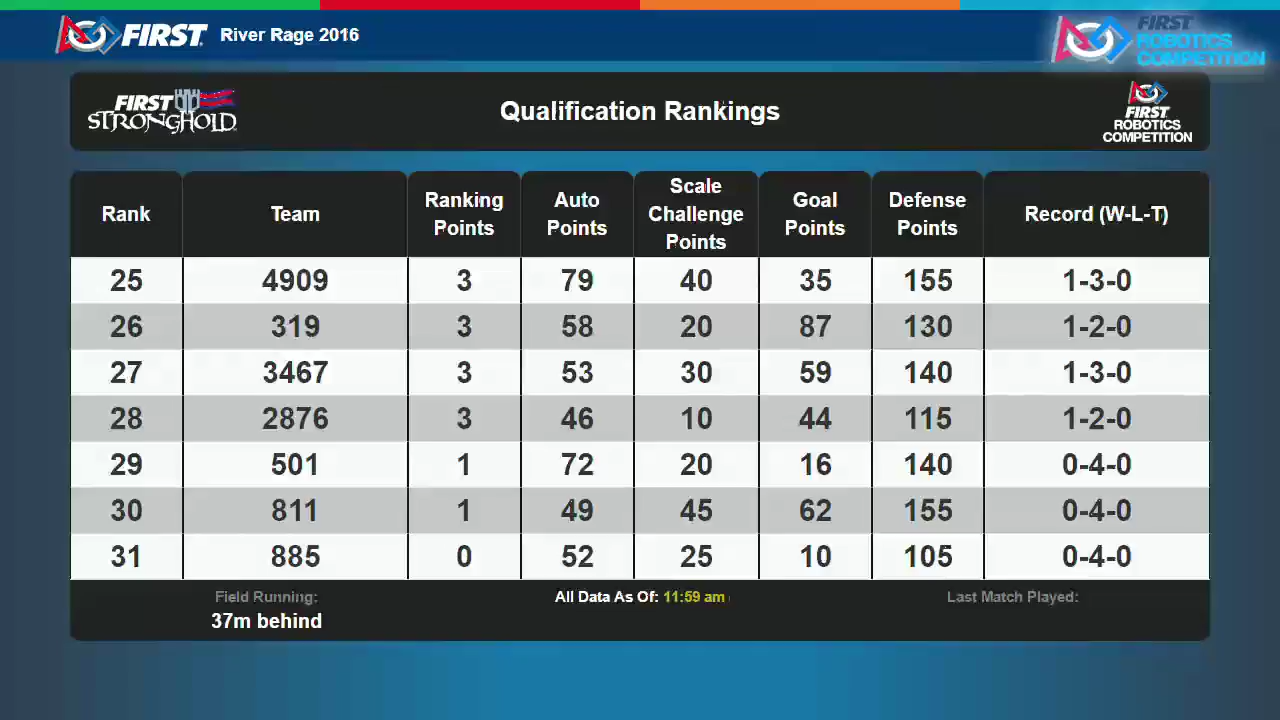 FIRST River Rage 2016
FIRST
ROBOTICS
COMPETITION
FIRST
STRONGHOLD
Qualification Rankings
FIRST
ROBOTICS
COMPETITION
Rank Team Ranking Points Auto Points Scale Challenge Points Goal Points Defense Points Record (W-L-T)
25 4909 3 79 40 35 155 1-3-0
26 319 3 58 20 87 130 1-2-0
27 3467 3 53 30 59 140 1-3-0
28 2876 3 46 10 44 115 1-2-0
29 501 1 72 20 16 140 0-4-0
30 811 1 49 45 62 155 0-4-0
31 885 0 52 25 10 105 0-4-0
Field Running: All Data As Of: 11:59 am Last Match Played:
37m behind